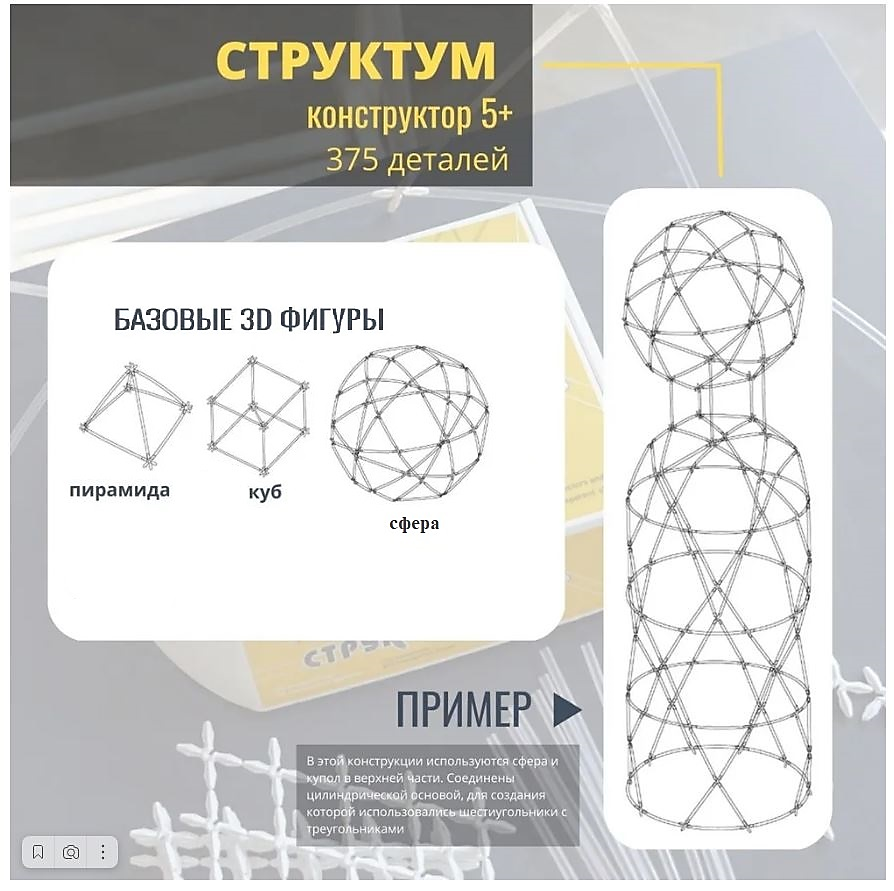 СТРУКТУМ
конструктор 5+
375 деталей
БАЗОВЫЕ 3D ФИГУРЫ
пирамида
куб
сфера
ПРИМЕР
В этой конструкции используются сфера и
купол в верхней части. Соединены
цилиндрической основой, для создания
которой использовались шестиугольники с
треугольниками